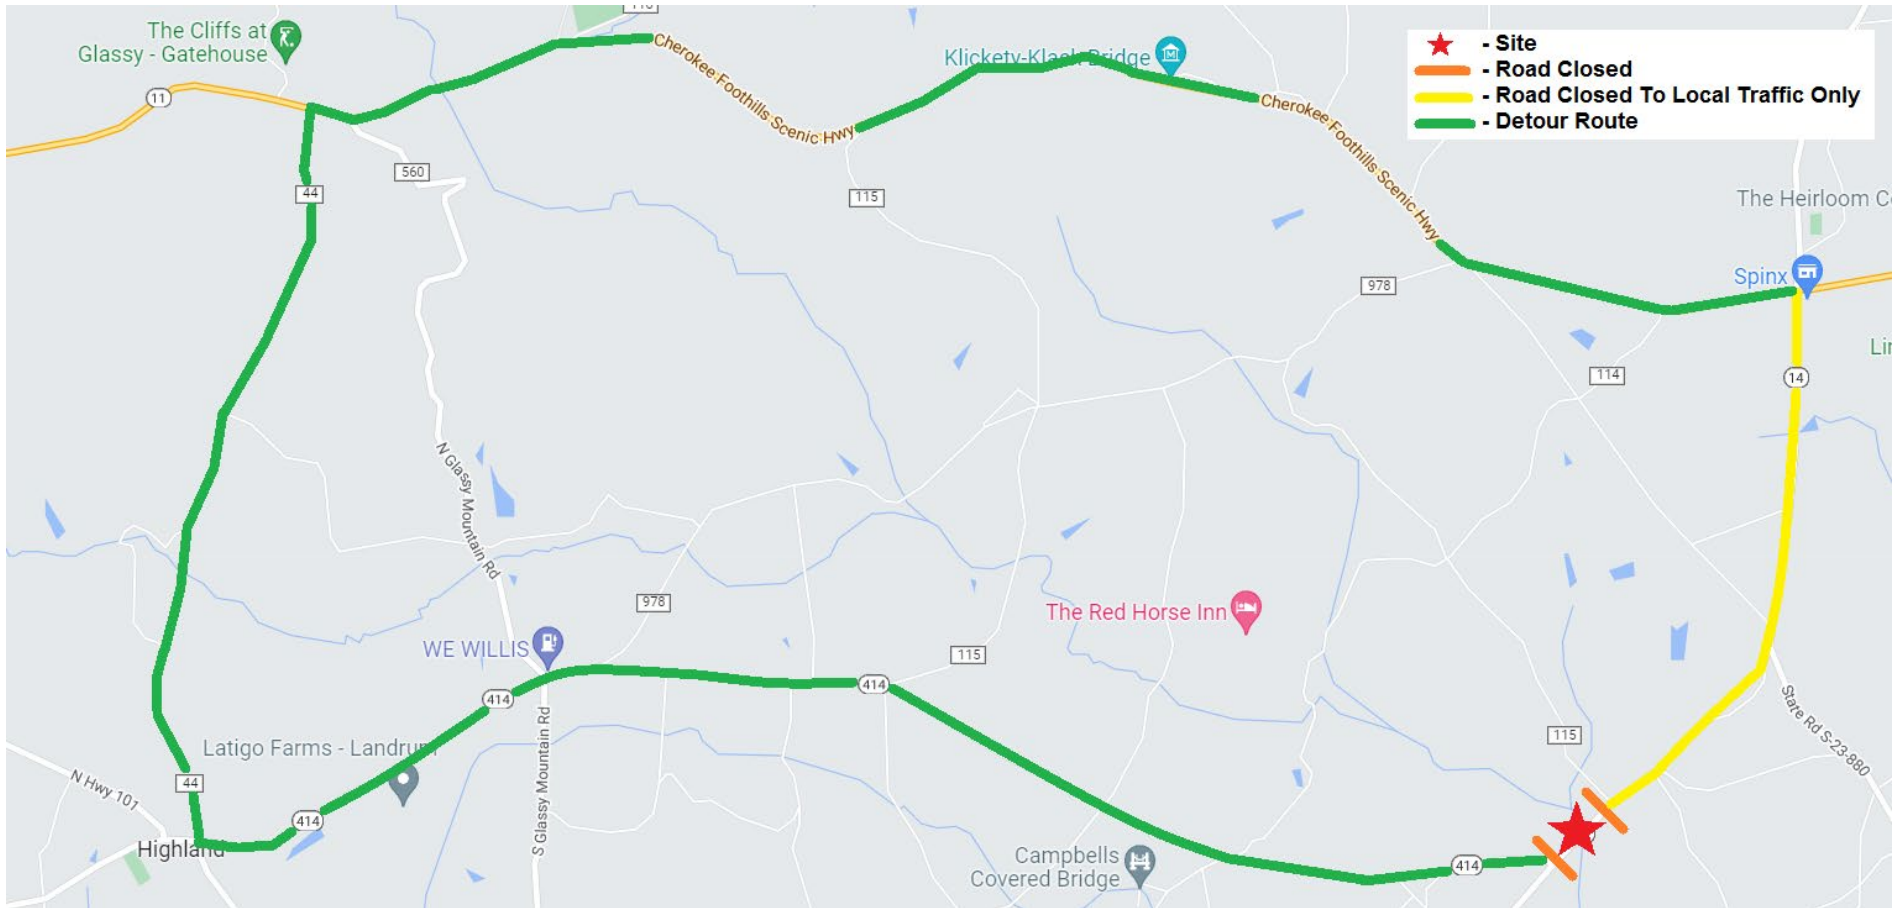 The Cliffs at
Glassy - Gatehouse
11
Cherokee Foothills Scenic Hwy
Klickety-Klack Bridge
Cherokee Foothills Scenic Hwy
- Site
- Road Closed
- Road Closed To Local Traffic Only
- Detour Route
560
44
115
The Heirloom Co
Spinx
978
114
14
Lin
N Glassy Mountain Rd
978
The Red Horse Inn
WE WILLIS
115
414
414
Latigo Farms - Landrum
115
State Rd S-23-880
44
N Hwy 101
S Glassy Mountain Rd
414
Highland
Campbells
Covered Bridge
414